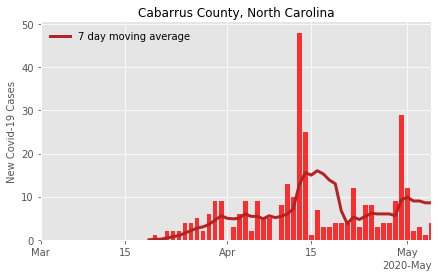 Cabarrus County, North Carolina
7 day moving average
New Covid-19 Cases
50
40
30
20
10
0
Mar 15 Apr 15 May
2020-May